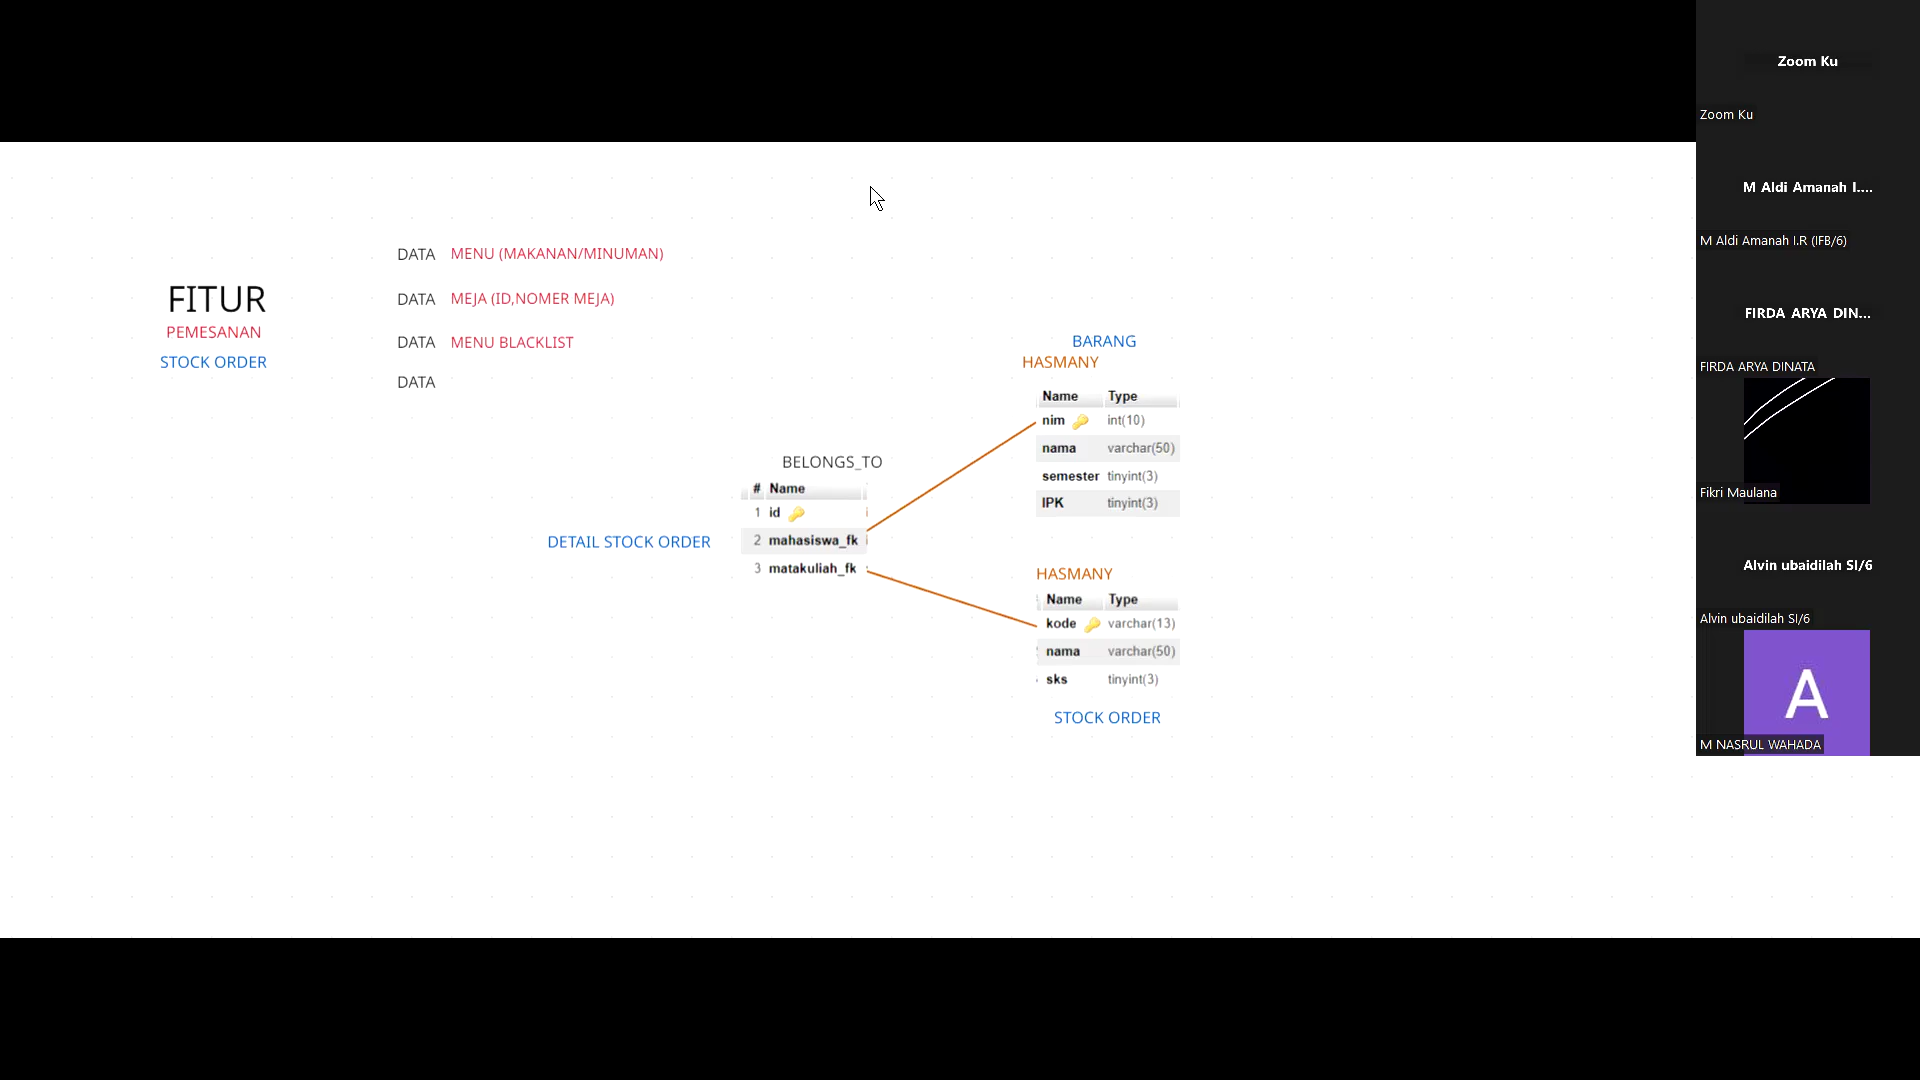 FITUR
PEMESANAN
STOCK ORDER
DATA MENU (MAKANAN/MINUMAN)
DATA MEJA (ID,NOMER MEJA)
DATA MENU BLACKLIST
DATA
DETAIL STOCK ORDER
BELONGS_TO
# Name
1 id
2 mahasiswa_fk
3 matakuliah_fk
BARANG
HASMANY
Name Type
nim int(10)
nama varchar(50)
semester tinyint(3)
IPK tinyint(3)
HASMANY
Name Type
kode varchar(13)
nama varchar(50)
sks tinyint(3)
STOCK ORDER
Zoom Ku
Zoom Ku
M Aldi Amanah I....
M Aldi Amanah I.R (IFB/6)
FIRDA ARYA DIN...
FIRDA ARYA DINATA
Fikri Maulana
Alvin ubaidilah SI/6
Alvin ubaidilah SI/6
A
M NASRUL WAHADA